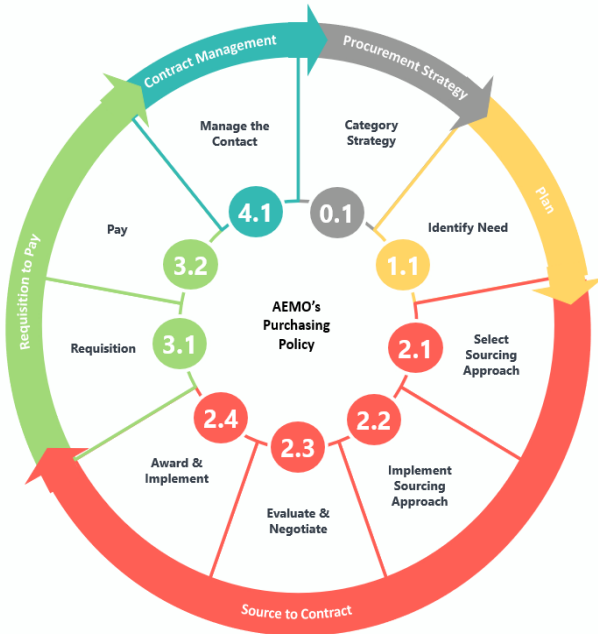 Contract Management
Procurement Strategy
Plan
Source to Contract
Requisition to Pay
Category
Strategy
0.1
Identify Need
1.1
Select
Sourcing
Approach
2.1
Implement
Sourcing
Approach
2.2
Evaluate &
Negotiate
2.3
Award &
Implement
2.4
Requisition
3.1
Pay
3.2
Manage the
Contact
4.1
AEMO's
Purchasing
Policy